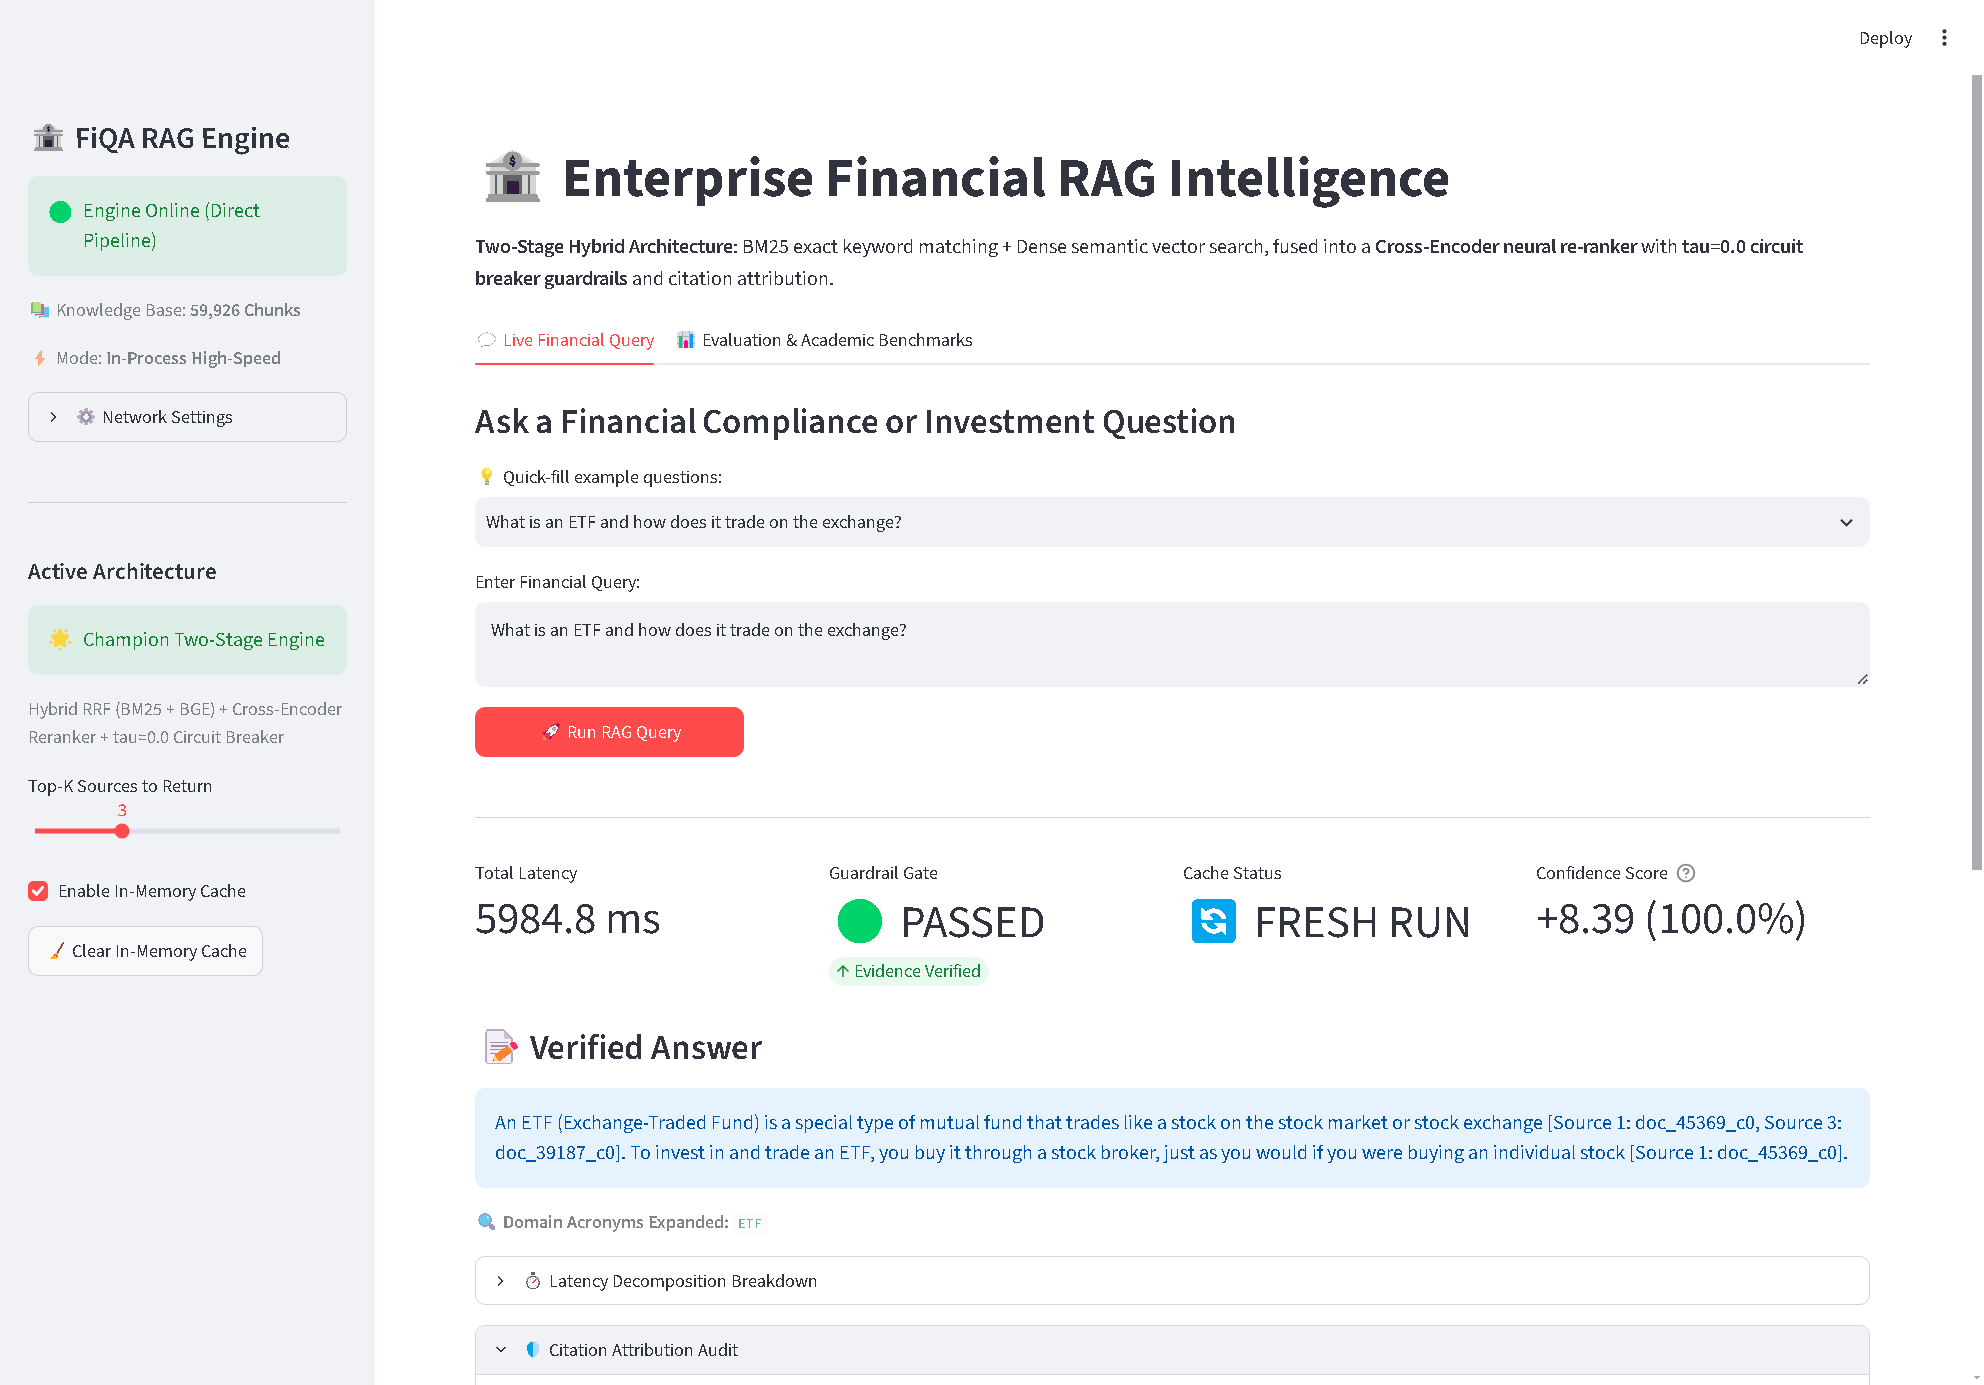 Deploy
FiQA RAG Engine
Engine Online (Direct
Pipeline)
Knowledge Base: 59,926 Chunks
Mode: In-Process High-Speed
Network Settings
Active Architecture
Champion Two-Stage Engine
Hybrid RRF (BM25 + BGE) + Cross-Encoder
Reranker + tau=0.0 Circuit Breaker
Top-K Sources to Return
3
Enable In-Memory Cache
Clear In-Memory Cache
Enterprise Financial RAG Intelligence
Two-Stage Hybrid Architecture: BM25 exact keyword matching + Dense semantic vector search, fused into a Cross-Encoder neural re-ranker with tau=0.0 circuit
breaker guardrails and citation attribution.
Live Financial Query
Evaluation & Academic Benchmarks
Ask a Financial Compliance or Investment Question
Quick-fill example questions:
What is an ETF and how does it trade on the exchange?
Enter Financial Query:
What is an ETF and how does it trade on the exchange?
Run RAG Query
Total Latency
5984.8 ms
Guardrail Gate
PASSED
↑ Evidence Verified
Cache Status
FRESH RUN
Confidence Score
+8.39 (100.0%)
Verified Answer
An ETF (Exchange-Traded Fund) is a special type of mutual fund that trades like a stock on the stock market or stock exchange [Source 1: doc_45369_c0, Source 3:
doc_39187_c0]. To invest in and trade an ETF, you buy it through a stock broker, just as you would if you were buying an individual stock [Source 1: doc_45369_c0].
Domain Acronyms Expanded: ETF
Latency Decomposition Breakdown
Citation Attribution Audit